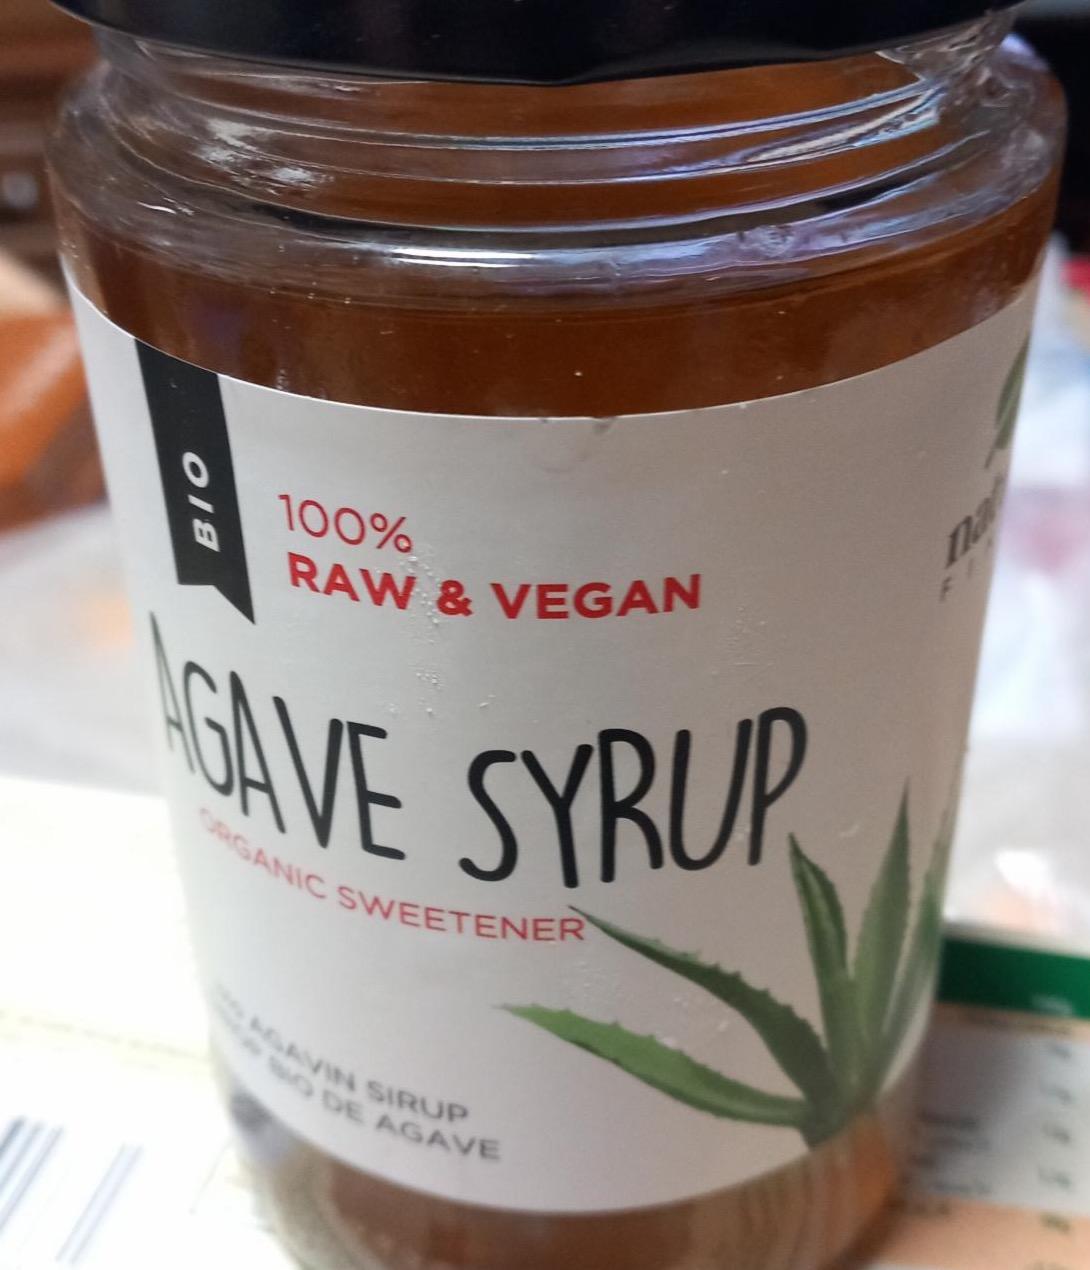 BIO
100%
RAW & VEGAN
AGAVE SYRUP
ORGANIC SWEETENER
AGAVIN SIRUP
BIO DE AGAVE